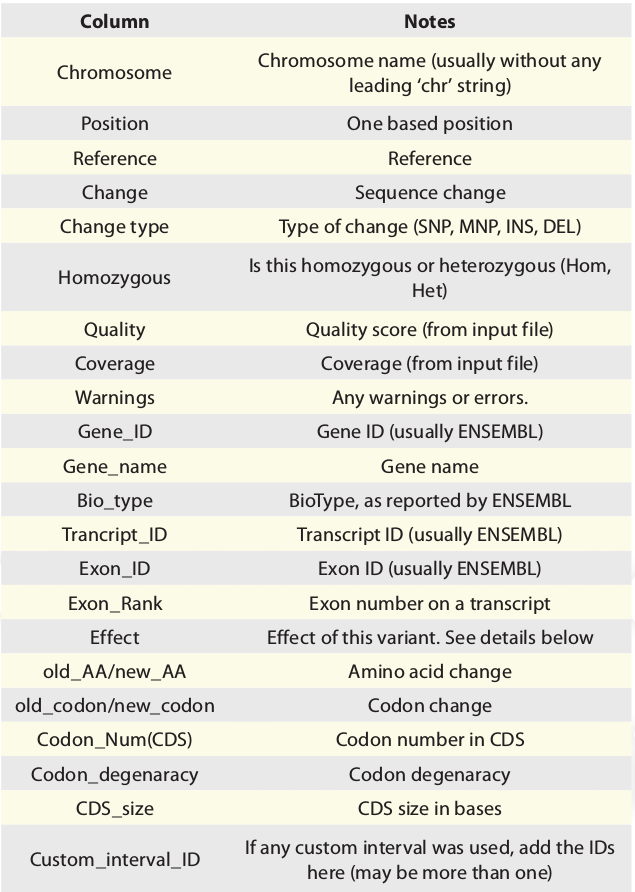 Column Notes
Chromosome Chromosome name (usually without any
leading ‘chr’ string)
Position One based position
Reference Reference
Change Sequence change
Change type Type of change (SNP, MNP, INS, DEL)
Homozygous Is this homozygous or heterozygous (Hom,
Het)
Quality Quality score (from input file)
Coverage Coverage (from input file)
Warnings Any warnings or errors.
Gene_ID Gene ID (usually ENSEMBL)
Gene_name Gene name
Bio_type BioType, as reported by ENSEMBL
Trancript_ID Transcript ID (usually ENSEMBL)
Exon_ID Exon ID (usually ENSEMBL)
Exon_Rank Exon number on a transcript
Effect Effect of this variant. See details below
old_AA/new_AA Amino acid change
old_codon/new_codon Codon change
Codon_Num(CDS) Codon number in CDS
Codon_degenaracy Codon degenaracy
CDS_size CDS size in bases
Custom_interval_ID If any custom interval was used, add the IDs
here (may be more than one)